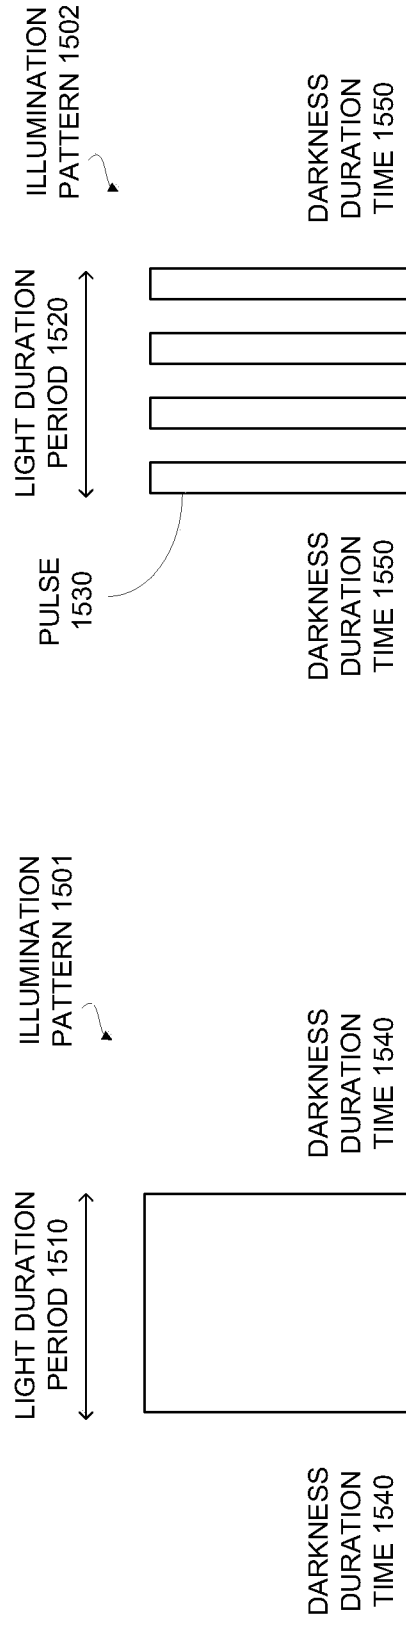 LIGHT DURATION
PERIOD 1510
ILLUMINATION
PATTERN 1501
DARKNESS
DURATION
TIME 1540
DARKNESS
DURATION
TIME 1540
PULSE
1530
LIGHT DURATION
PERIOD 1520
ILLUMINATION
PATTERN 1502
DARKNESS
DURATION
TIME 1550
DARKNESS
DURATION
TIME 1550